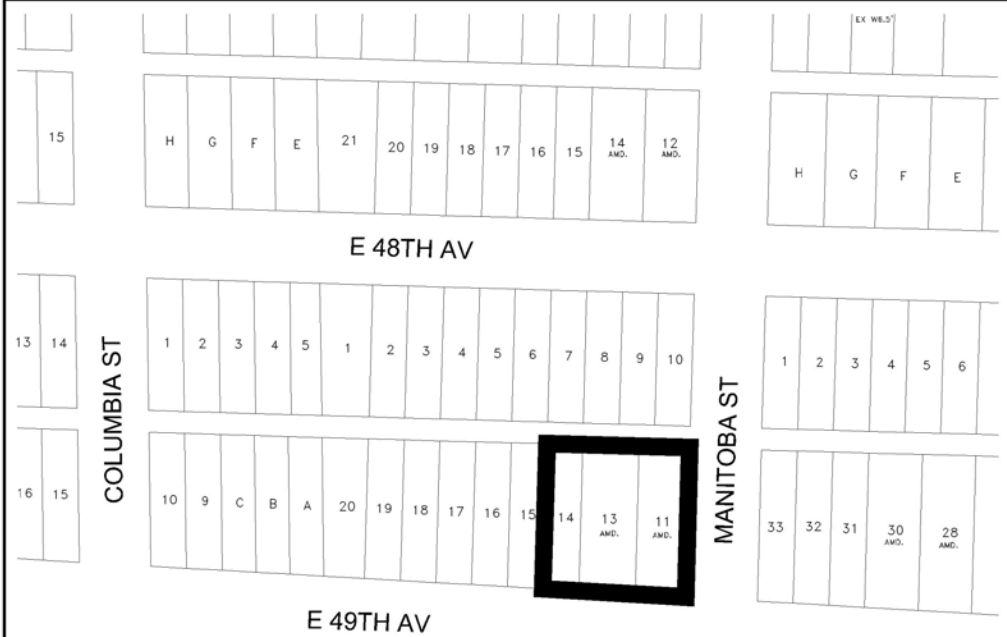 EX W6.5'
15 H G F E 21 20 19 18 17 16 15 14 12 H G F E
AMD. AMD.
E 48TH AV
13 14 1 2 3 4 5 1 2 3 4 5 6 7 8 9 10 1 2 3 4 5 6
COLUMBIA ST
MANITOBA ST
16 15 10 9 C B A 20 19 18 17 16 15 14 13 11 33 32 31 30 28
AMD. AMD. AMD. AMD.
E 49TH AV